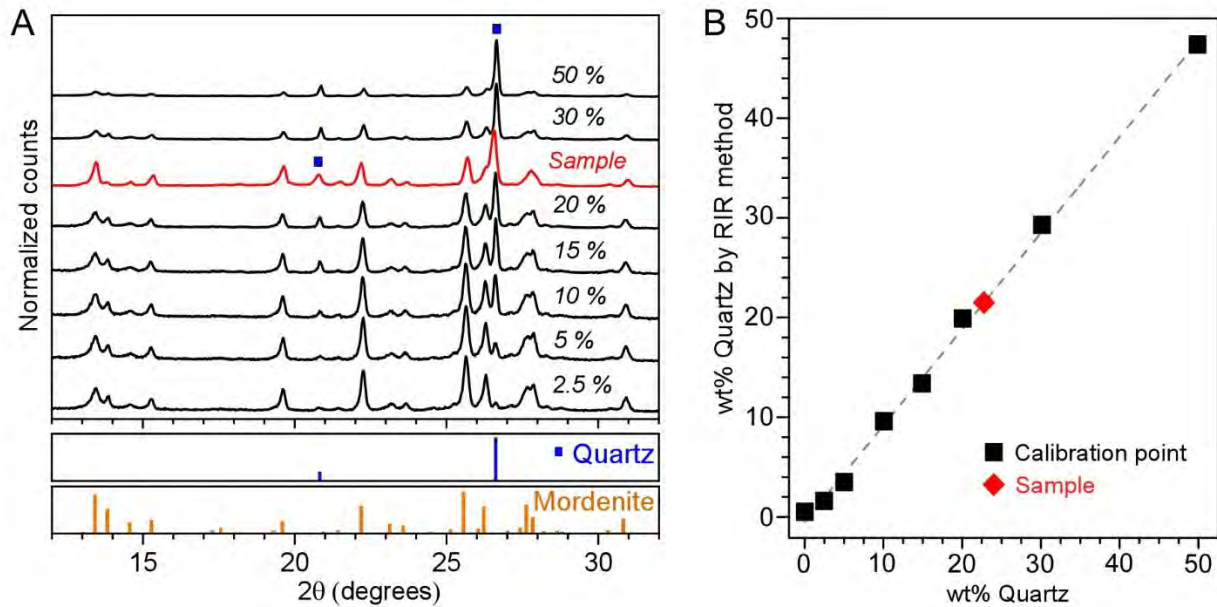 A
Normalized counts
50 %
30 %
Sample
20 %
15 %
10 %
5 %
2.5 %
Quartz
Mordenite
15 20 25 30
2θ (degrees)
B
wt% Quartz by RIR method
50
40
30
20
10
0
Calibration point
Sample
0 10 20 30 40 50
wt% Quartz